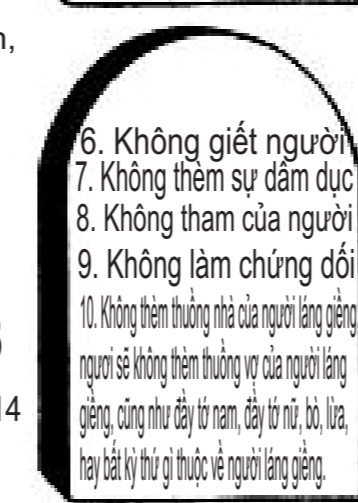 n,
6. Không giết người
7. Không thèm sự dâm dục
8. Không tham của người
9. Không làm chứng dối
10. Không thèm thuồng nhà của người láng giềng,
ngươi sẽ không thèm thuồng vợ của người láng
giềng, cũng như đầy tớ nam, đầy tớ nữ, bò, lừa,
hay bất kỳ thứ gì thuộc về người láng giềng.
)
14